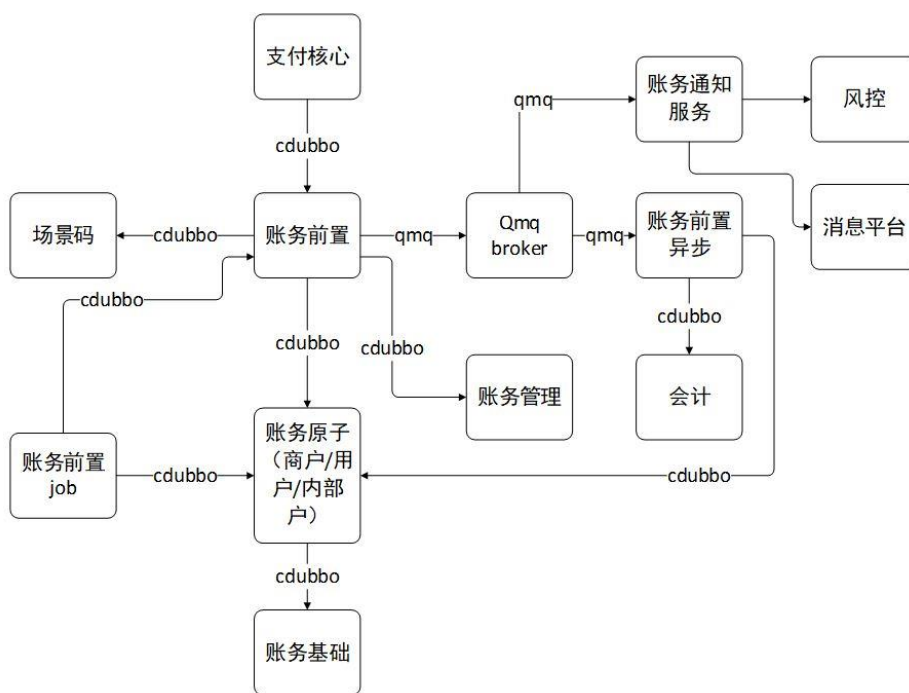 支付核心
账务通知
服务
风控
qmq
cdubbo
场景码
cdubbo
账务前置
qmq
Qmq
broker
qmq
账务前置
异步
消息平台
cdubbo
cdubbo
cdubbo
cdubbo
账务管理
会计
账务前置
job
cdubbo
账务原子
（商户/用
户/内部
户）
cdubbo
cdubbo
账务基础